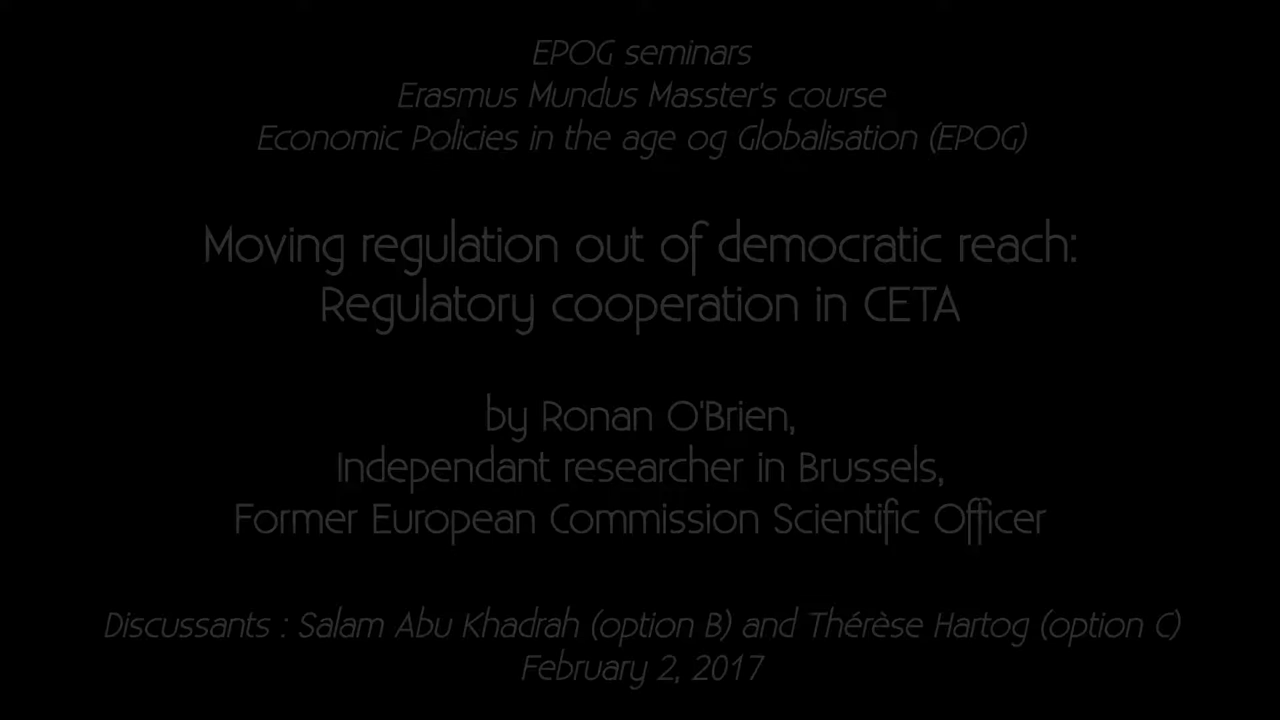 EPOG seminars
Erasmus Mundus Masster's course
Economic Policies in the age og Globalisation (EPOG)
Moving regulation out of democratic reach:
Regulatory cooperation in CETA
by Ronan O'Brien,
Independant researcher in Brussels,
Former European Commission Scientific Officer
Discussants : Salam Abu Khadrah (option B) and Thérèse Hartog (option C)
February 2, 2017